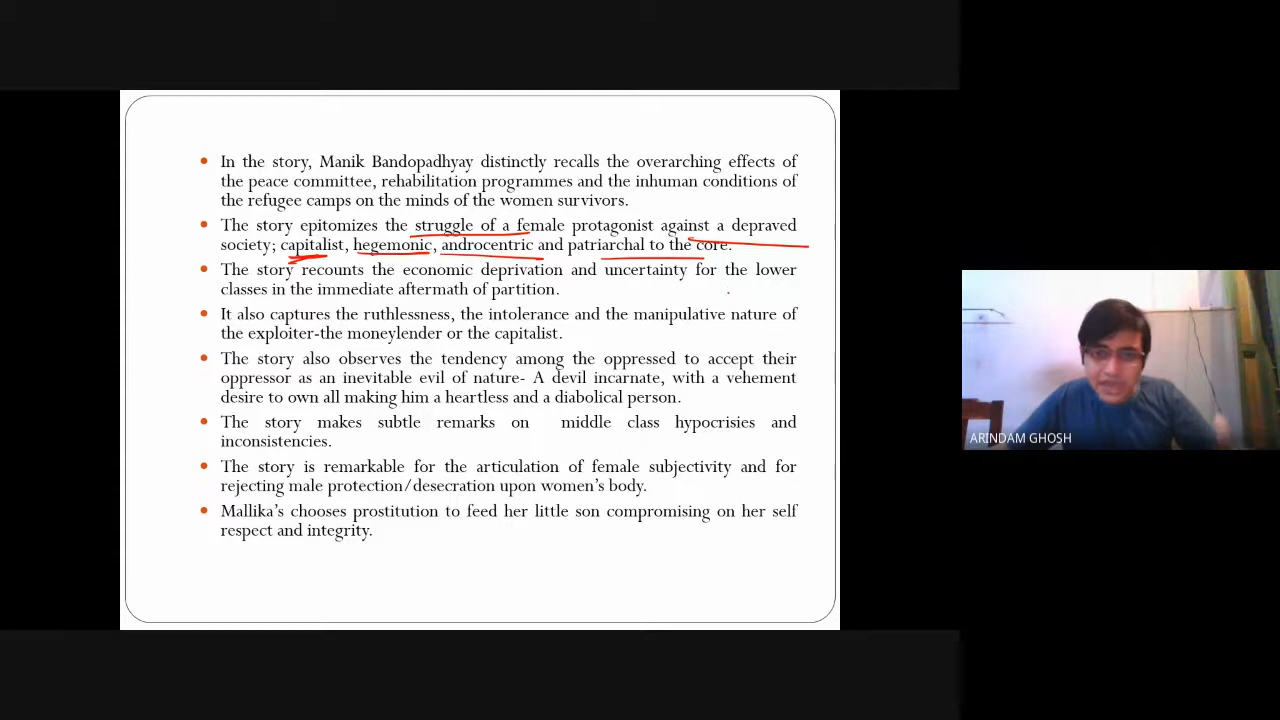 In the story, Manik Bandopadhyay distinctly recalls the overarching effects of
the peace committee, rehabilitation programmes and the inhuman conditions of
the refugee camps on the minds of the women survivors.
The story epitomizes the struggle of a female protagonist against a depraved
society; capitalist, hegemonic, androcentric and patriarchal to the core.
The story recounts the economic deprivation and uncertainty for the lower
classes in the immediate aftermath of partition.
It also captures the ruthlessness, the intolerance and the manipulative nature of
the exploiter-the moneylender or the capitalist.
The story also observes the tendency among the oppressed to accept their
oppressor as an inevitable evil of nature- A devil incarnate, with a vehement
desire to own all making him a heartless and a diabolical person.
The story makes subtle remarks on middle class hypocrisies and
inconsistencies.
The story is remarkable for the articulation of female subjectivity and for
rejecting male protection/desecration upon women's body.
Mallika's chooses prostitution to feed her little son compromising on her self
respect and integrity.
ARINDAM GHOSH